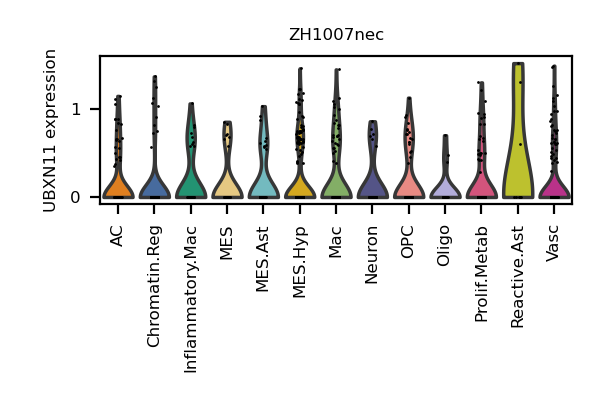 ZH1007nec
UBXN11 expression
1
0
AC
Chromatin.Reg
Inflammatory.Mac
MES
MES.Ast
MES.Hyp
Mac
Neuron
OPC
Oligo
Prolif.Metab
Reactive.Ast
Vasc